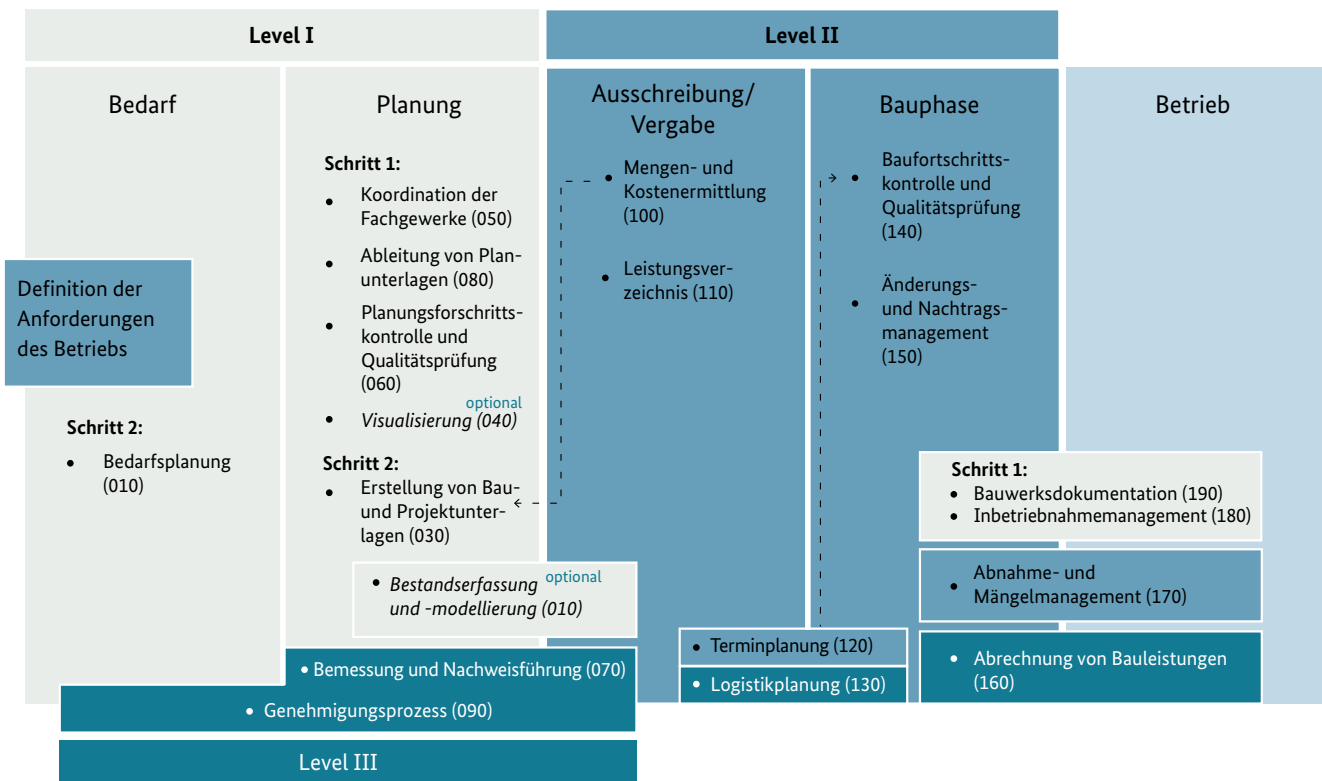 Level I
Level II
Bedarf
Planung
Ausschreibung/
Vergabe
Bauphase
Betrieb
Definition der
Anforderungen
des Betriebs
Schritt 2:
• Bedarfsplanung
(010)
Schritt 1:
• Koordination der
Fachgewerke (050)
• Ableitung von Plan-
unterlagen (080)
• Planungsforschritts-
kontrolle und
Qualitätsprüfung
(060)
optional
• Visualisierung (040)
Schritt 2:
• Erstellung von Bau-
und Projektunter-
lagen (030)
• Bestandserfassung optional
und -modellierung (010)
• Mengen- und
Kostenermittlung
(100)
• Leistungsver-
zeichnis (110)
• Baufortschritts-
kontrolle und
Qualitätsprüfung
(140)
• Änderungs-
und Nachtrags-
management
(150)
Schritt 1:
• Bauwerksdokumentation (190)
• Inbetriebnahmemanagement (180)
• Abnahme- und
Mängelmanagement (170)
• Abrechnung von Bauleistungen
(160)
• Terminplanung (120)
• Logistikplanung (130)
• Bemessung und Nachweisführung (070)
• Genehmigungsprozess (090)
Level III